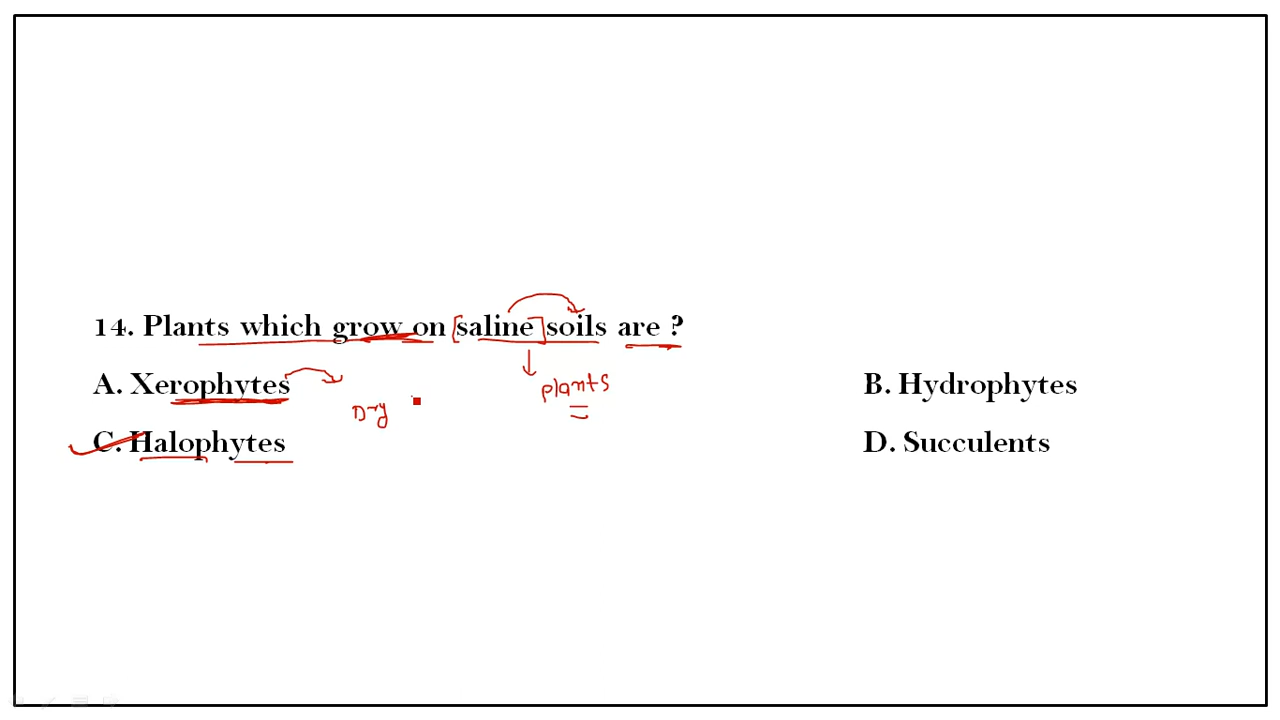 14. Plants which grow on [saline] soils are ?
A. Xerophytes
B. Hydrophytes
plants
Dry
C. Halophytes
D. Succulents